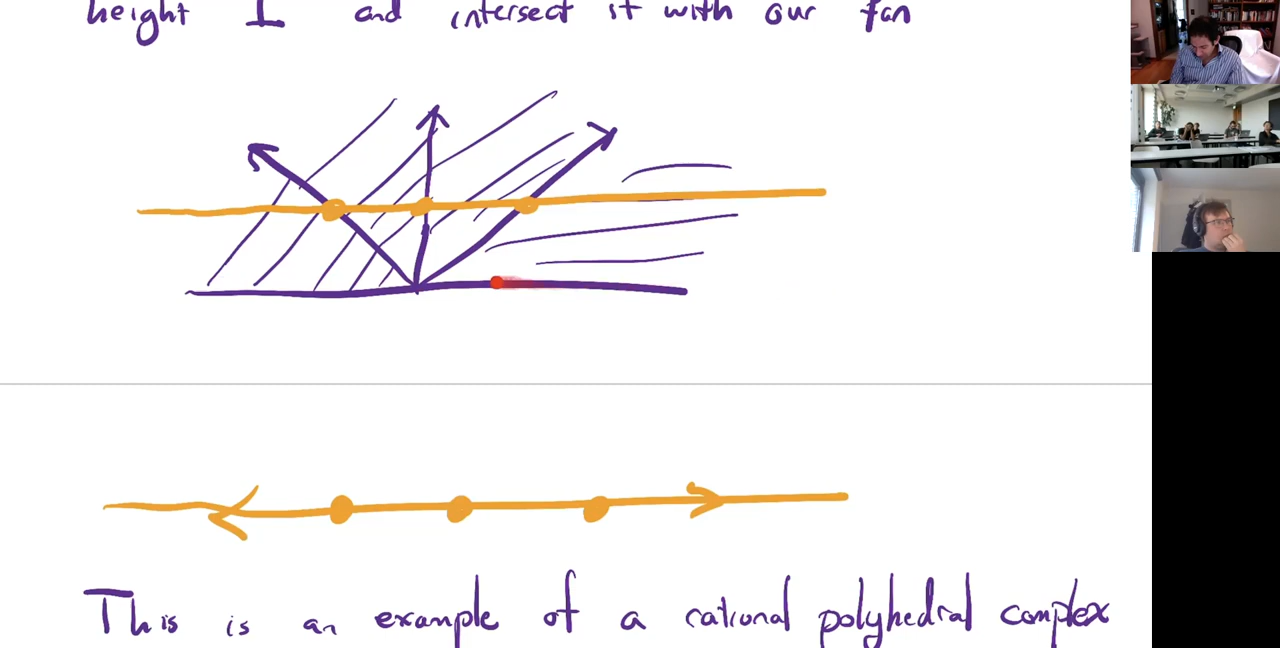 height 1 and intersect it with our fan
This is an example of a rational polyhedral complex